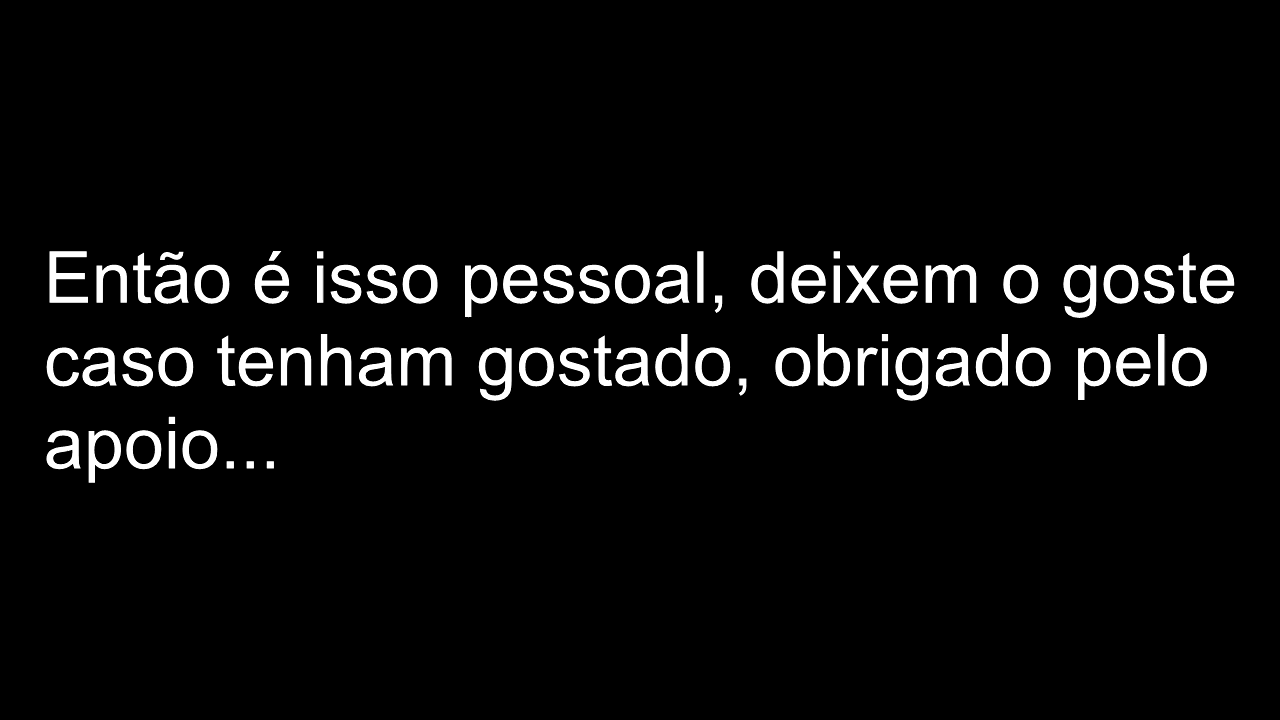 Então é isso pessoal, deixem o goste
caso tenham gostado, obrigado pelo
apoio...